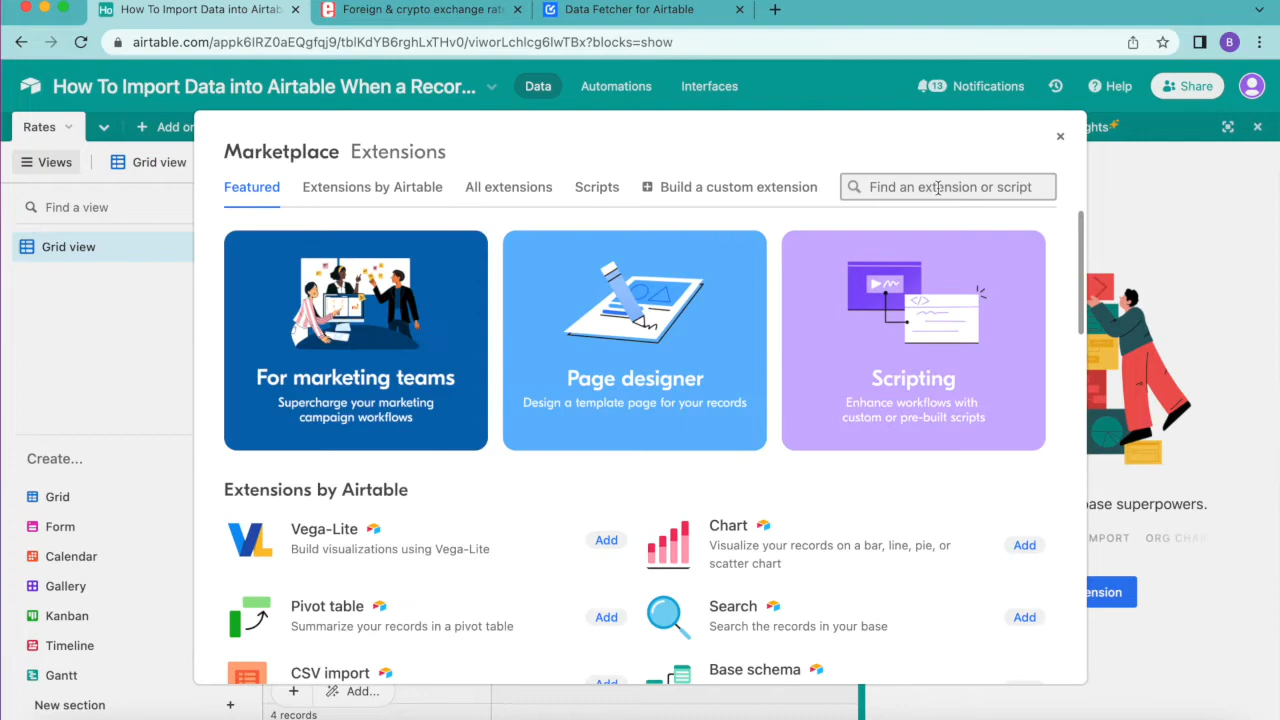 How To Import Data into Airtab
Foreign & crypto exchange rate
Data Fetcher for Airtable
airtable.com/appk6IRZ0aEQgfqj9/tblKdYB6rghLxTHv0/viworLchlcg6lwTBx?blocks=show
B
How To Import Data into Airtable When a Recor...
Data
Automations
Interfaces
13
Notifications
Help
Share
Rates
Add or
Views
Grid view
Find a view
Grid view
Create...
Grid
Form
Calendar
Gallery
Kanban
Timeline
Gantt
New section
Marketplace Extensions
Featured
Extensions by Airtable
All extensions
Scripts
Build a custom extension
Find an extension or script
For marketing teams
Supercharge your marketing
campaign workflows
Page designer
Design a template page for your records
Scripting
Enhance workflows with
custom or pre-built scripts
Extensions by Airtable
Vega-Lite
Build visualizations using Vega-Lite
Add
Chart
Visualize your records on a bar, line, pie, or
scatter chart
Add
Pivot table
Summarize your records in a pivot table
Add
Search
Search the records in your base
Add
CSV import
Add
Base schema
Add...
4 records
ghts
ase superpowers.
MPORT
ORG CHA
ension